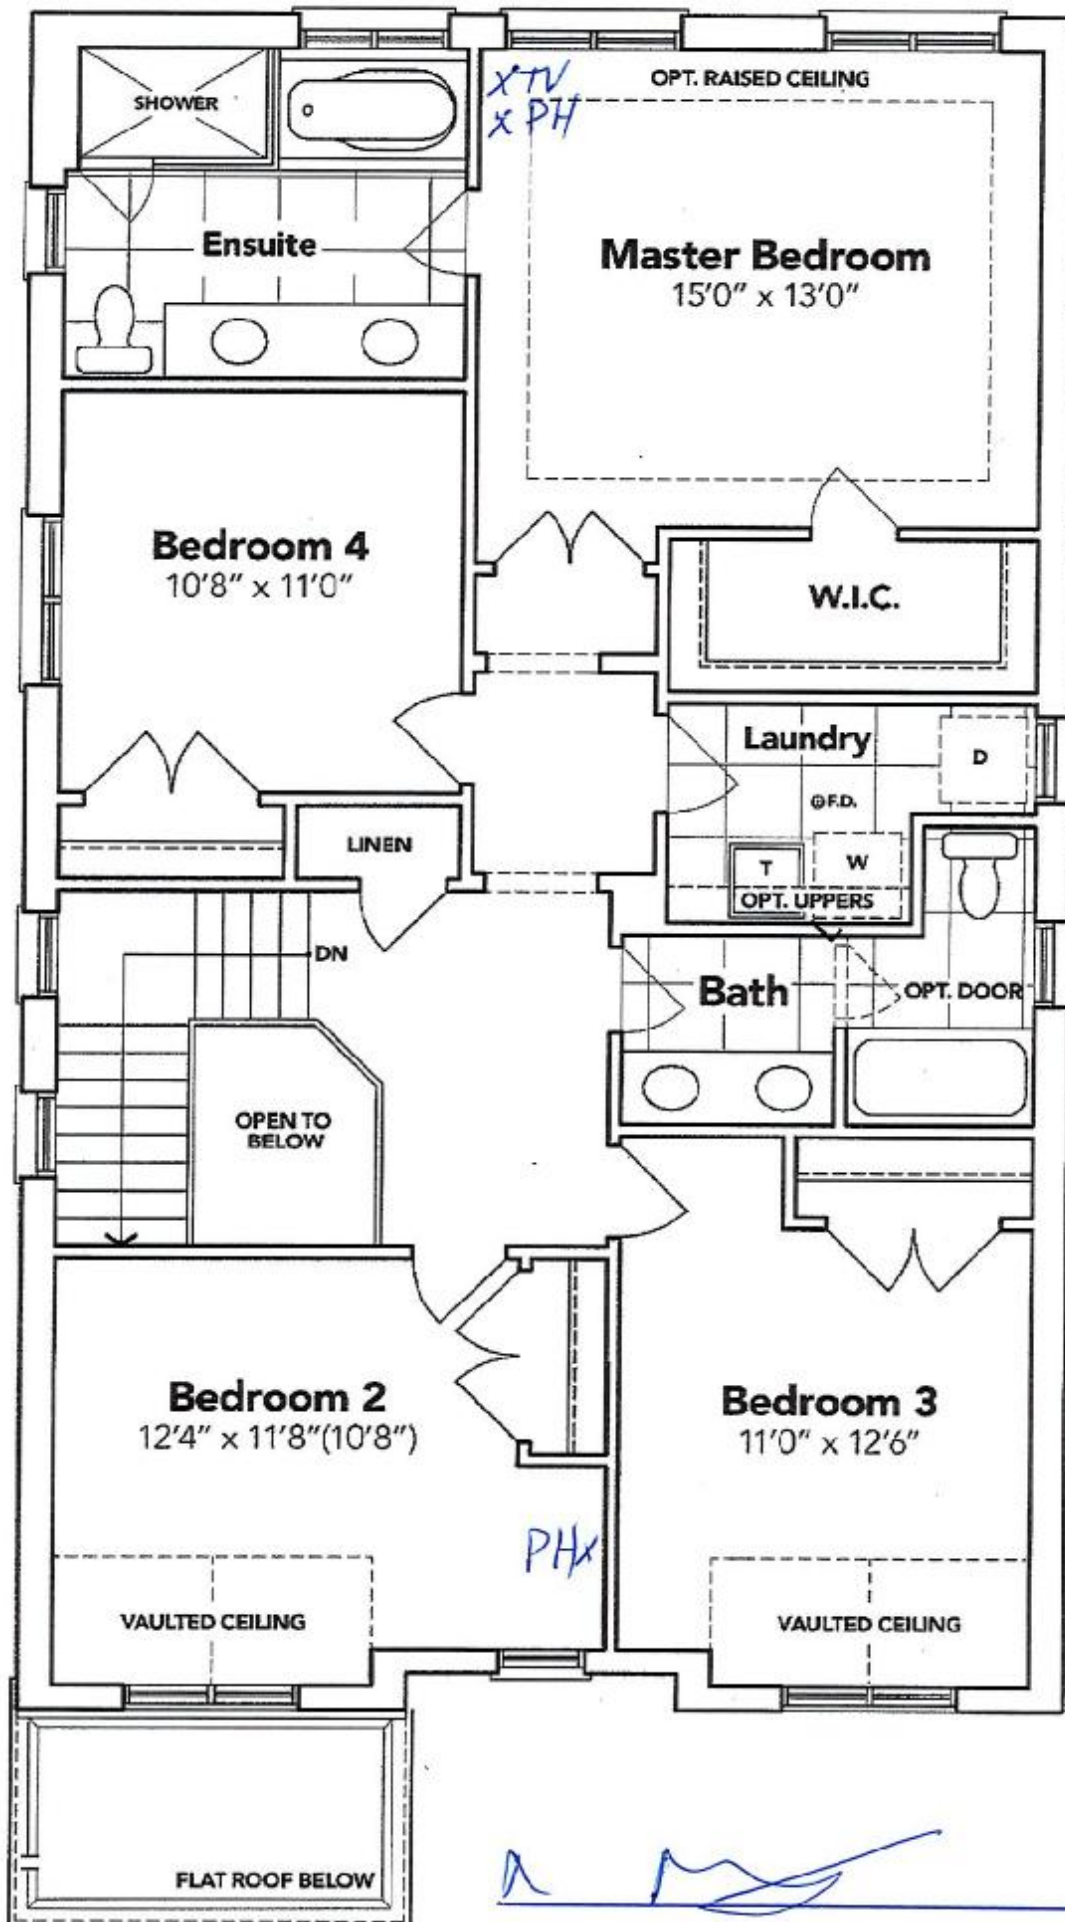 SHOWER
X TV
x PH
OPT. RAISED CEILING
Ensuite
Master Bedroom
15'0" x 13'0"
Bedroom 4
10'8" x 11'0"
W.I.C.
Laundry
D
F.D.
LINEN
T
W
OPT. UPPERS
DN
Bath
OPT. DOOR
OPEN TO
BELOW
Bedroom 2
12'4" x 11'8"(10'8")
Bedroom 3
11'0" x 12'6"
PHx
VAULTED CEILING
VAULTED CEILING
FLAT ROOF BELOW